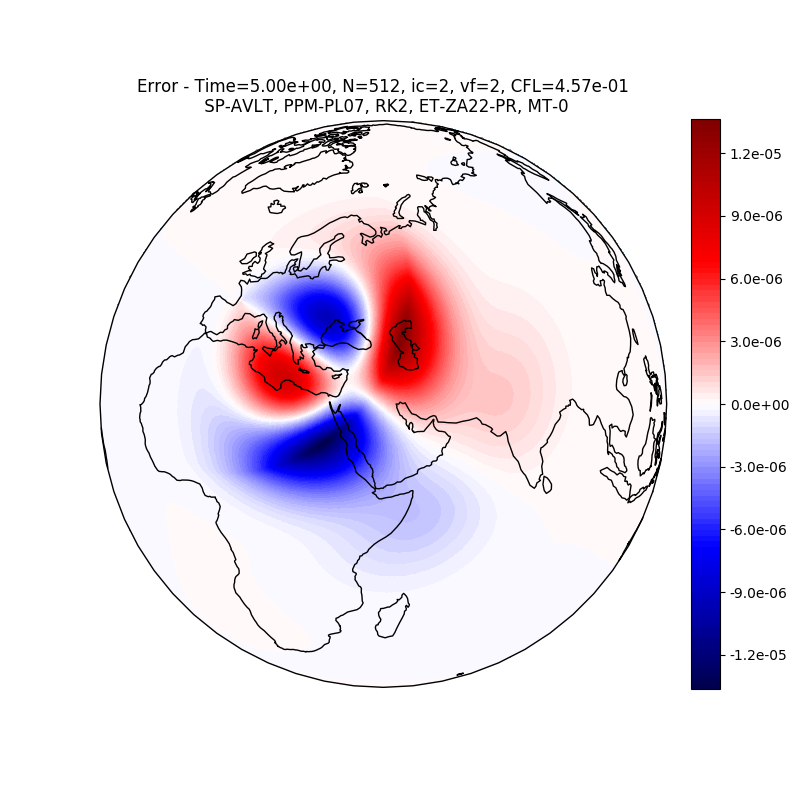 Error - Time=5.00e+00, N=512, ic=2, vf=2, CFL=4.57e-01
SP-AVLT, PPM-PL07, RK2, ET-ZA22-PR, MT-0
1.2e-05
9.0e-06
6.0e-06
3.0e-06
0.0e+00
-3.0e-06
-6.0e-06
-9.0e-06
-1.2e-05